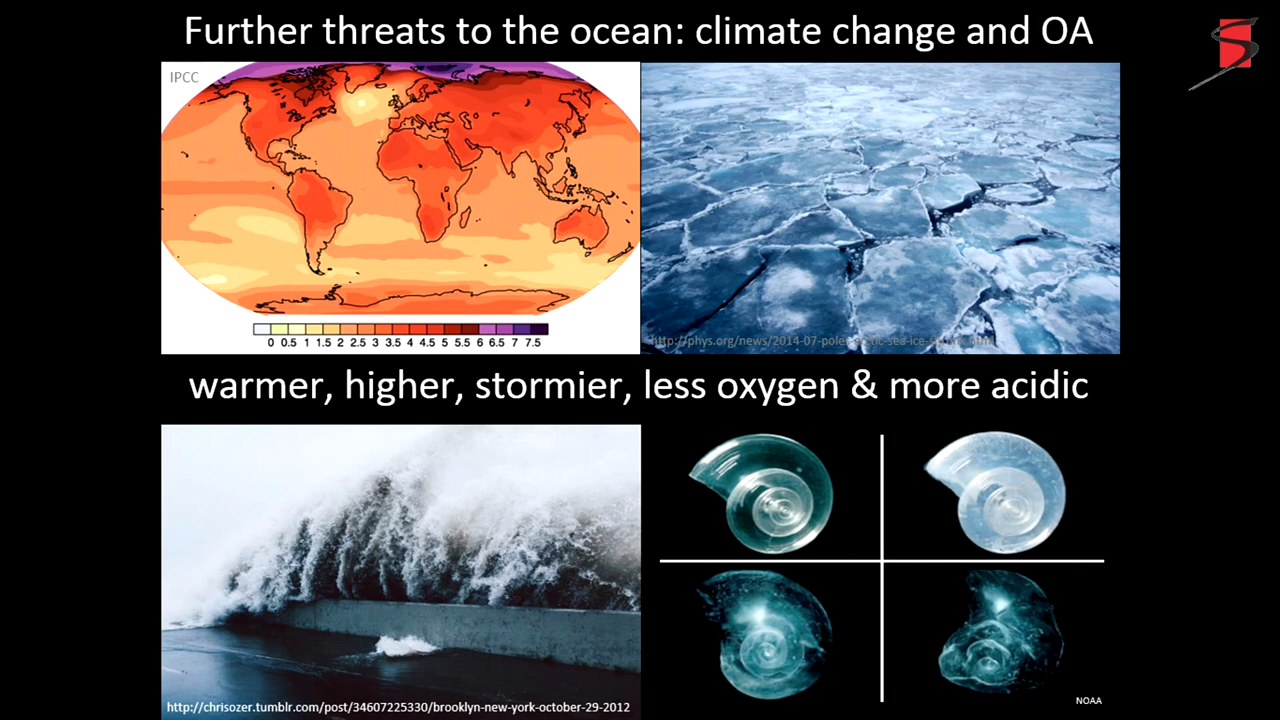 Further threats to the ocean: climate change and OA
IPCC
0 0.5 1 1.5 2 2.5 3 3.5 4 4.5 5 5.5 6 6.5 7 7.5
warmer, higher, stormier, less oxygen & more acidic
http://chrisozer.tumblr.com/post/34607225330/brooklyn-new-york-october-29-2012
NOAA